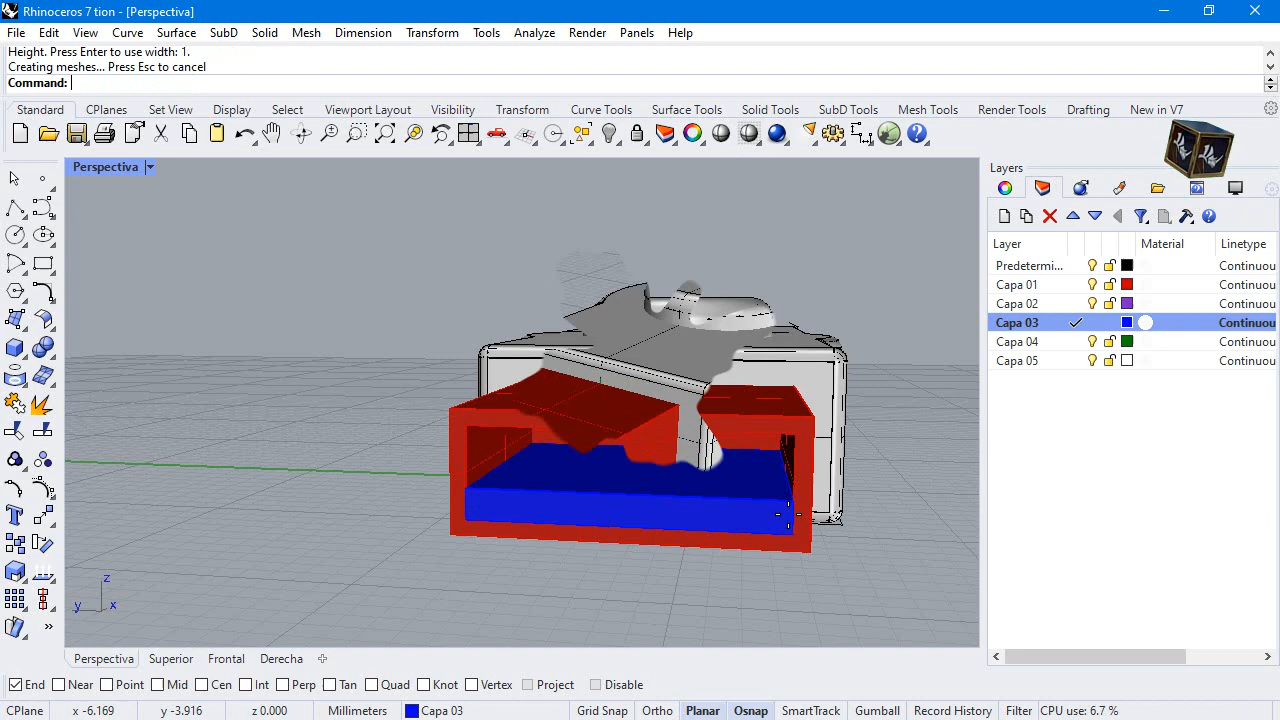 Rhinoceros 7 tion - [Perspectiva]
File Edit View Curve Surface SubD Solid Mesh Dimension Transform Tools Analyze Render Panels Help
Height. Press Enter to use width: 1.
Creating meshes... Press Esc to cancel
Command:
Standard CPlanes Set View Display Select Viewport Layout Visibility Transform Curve Tools Surface Tools Solid Tools SubD Tools Mesh Tools Render Tools Drafting New in V7
Perspectiva
Layers
Layer Material Linetype
Predetermi... Continuou
Capa 01 Continuou
Capa 02 Continuou
Capa 03 Continuou
Capa 04 Continuou
Capa 05 Continuou
z
y x
Perspectiva Superior Frontal Derecha
End Near Point Mid Cen Int Perp Tan Quad Knot Vertex Project Disable
CPlane x -6.169 y -3.916 z 0.000 Millimeters Capa 03 Grid Snap Ortho Planar Osnap SmartTrack Gumball Record History Filter CPU use: 6.7 %